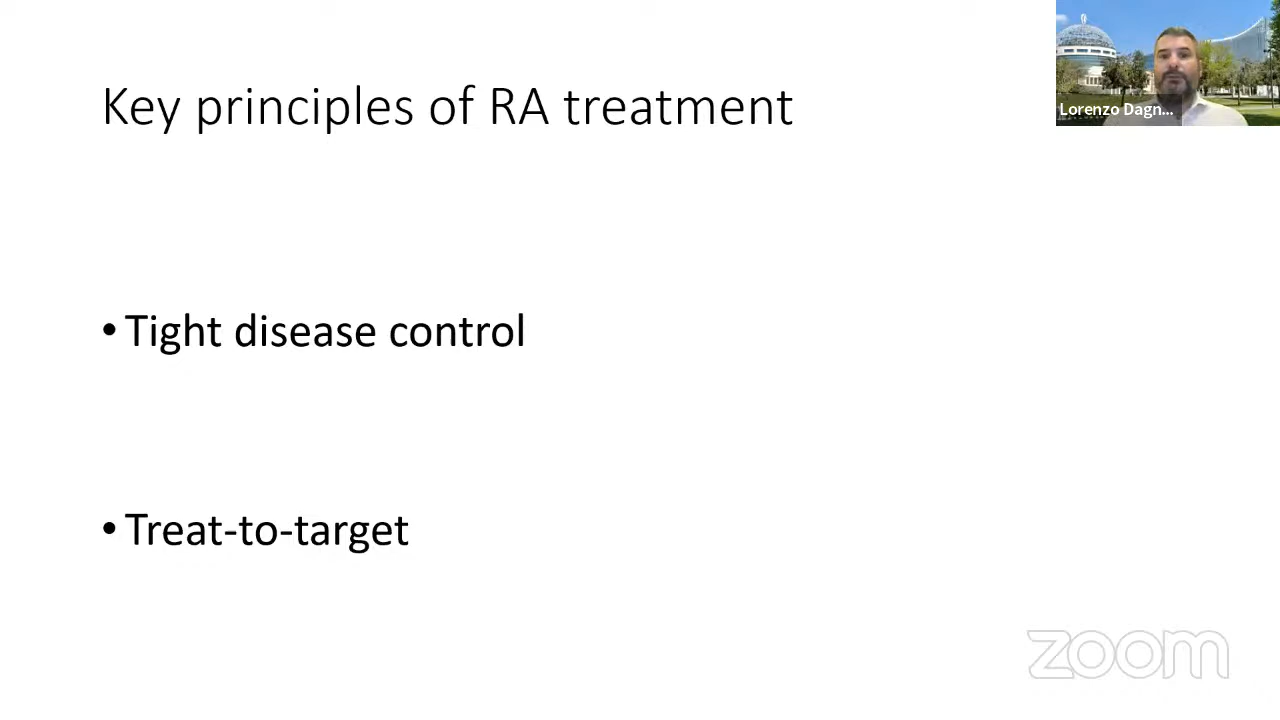 Key principles of RA treatment
Lorenzo Dagn...
• Tight disease control
• Treat-to-target
zoom